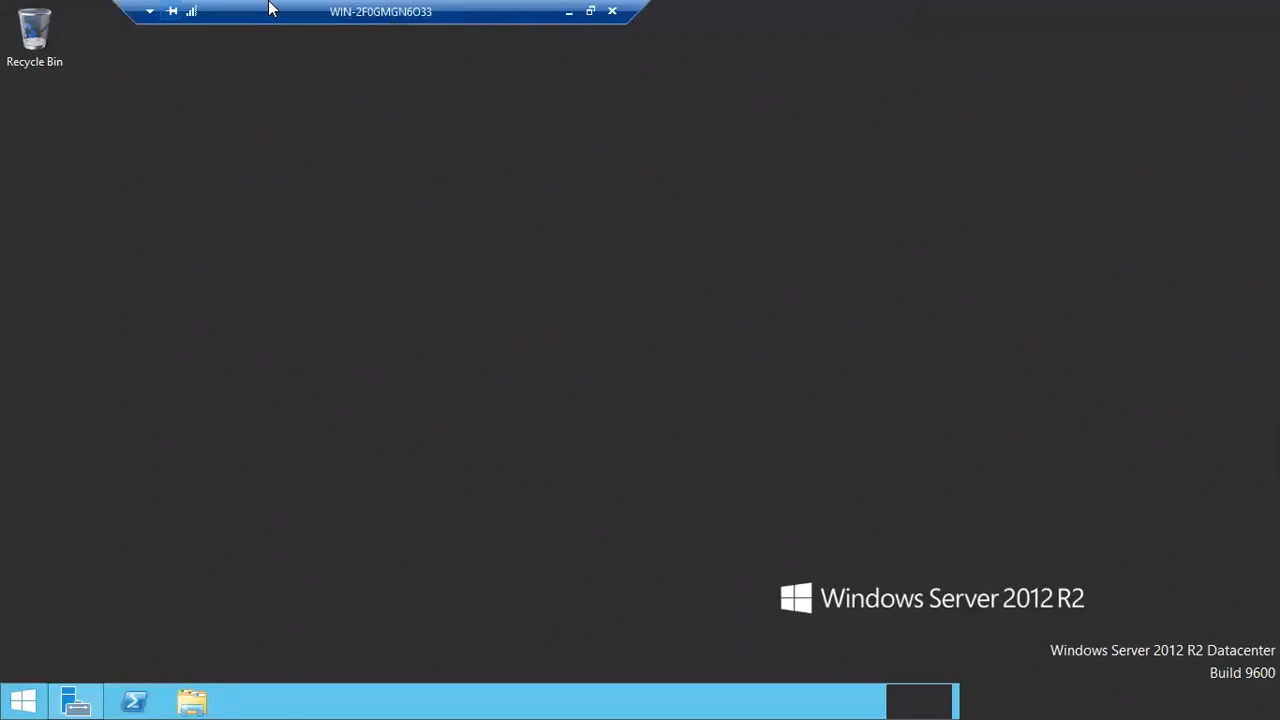 WIN-2F0GMGN6O33
Recycle Bin
Windows Server 2012 R2
Windows Server 2012 R2 Datacenter
Build 9600